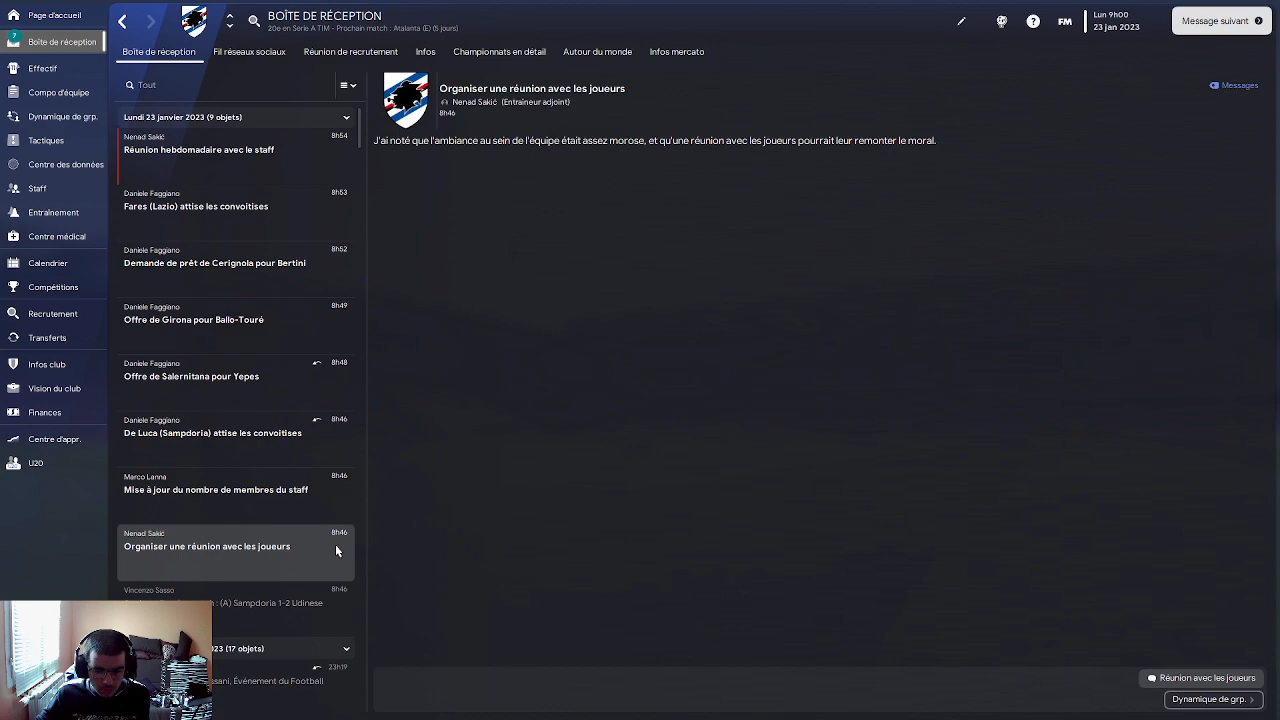 Page d'accueil
7
Boîte de réception
Effectif
Compo d'équipe
Dynamique de grp.
Tactiques
Centre des données
Staff
Entraînement
Centre médical
Calendrier
Compétitions
Recrutement
Transferts
Infos club
Vision du club
Finances
Centre d'appr.
U20
BOÎTE DE RÉCEPTION
20e en Serie A TIM - Prochain match : Atalanta (E) (5 jours)
FM
Lun 9h00
23 jan 2023
Message suivant
Boîte de réception
Fil réseaux sociaux
Réunion de recrutement
Infos
Championnats en détail
Autour du monde
Infos mercato
Tout
Lundi 23 janvier 2023 (9 objets)
Nenad Sakić 8h54
Réunion hebdomadaire avec le staff
Daniele Faggiano 8h53
Fares (Lazio) attise les convoitises
Daniele Faggiano 8h52
Demande de prêt de Cerignola pour Bertini
Daniele Faggiano 8h49
Offre de Girona pour Ballo-Touré
Daniele Faggiano 8h48
Offre de Salernitana pour Yepes
Daniele Faggiano 8h46
De Luca (Sampdoria) attise les convoitises
Marco Lanna 8h46
Mise à jour du nombre de membres du staff
Nenad Sakić 8h46
Organiser une réunion avec les joueurs
Vincenzo Sasso 8h46
: (A) Sampdoria 1-2 Udinese
23 (17 objets)
23h19
sani, Événement du Football
Organiser une réunion avec les joueurs
Nenad Sakić (Entraîneur adjoint)
8h46
Messages
J'ai noté que l'ambiance au sein de l'équipe était assez morose, et qu'une réunion avec les joueurs pourrait leur remonter le moral.
Réunion avec les joueurs
Dynamique de grp.